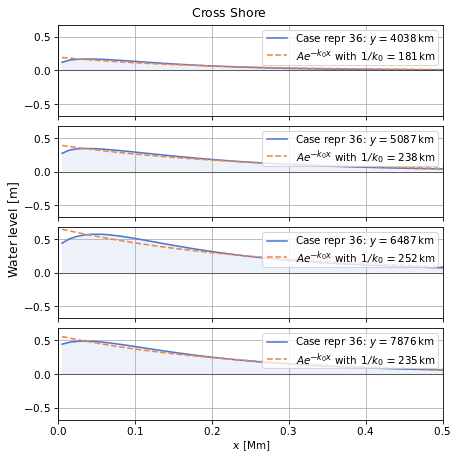 Cross Shore
0.5
0.0
−0.5
Case repr 36: y = 4038 km
Ae^{−k₀x} with 1/k₀ = 181 km
0.5
0.0
−0.5
Case repr 36: y = 5087 km
Ae^{−k₀x} with 1/k₀ = 238 km
Water level [m]
0.5
0.0
−0.5
Case repr 36: y = 6487 km
Ae^{−k₀x} with 1/k₀ = 252 km
0.5
0.0
−0.5
Case repr 36: y = 7876 km
Ae^{−k₀x} with 1/k₀ = 235 km
0.0 0.1 0.2 0.3 0.4 0.5
x [Mm]